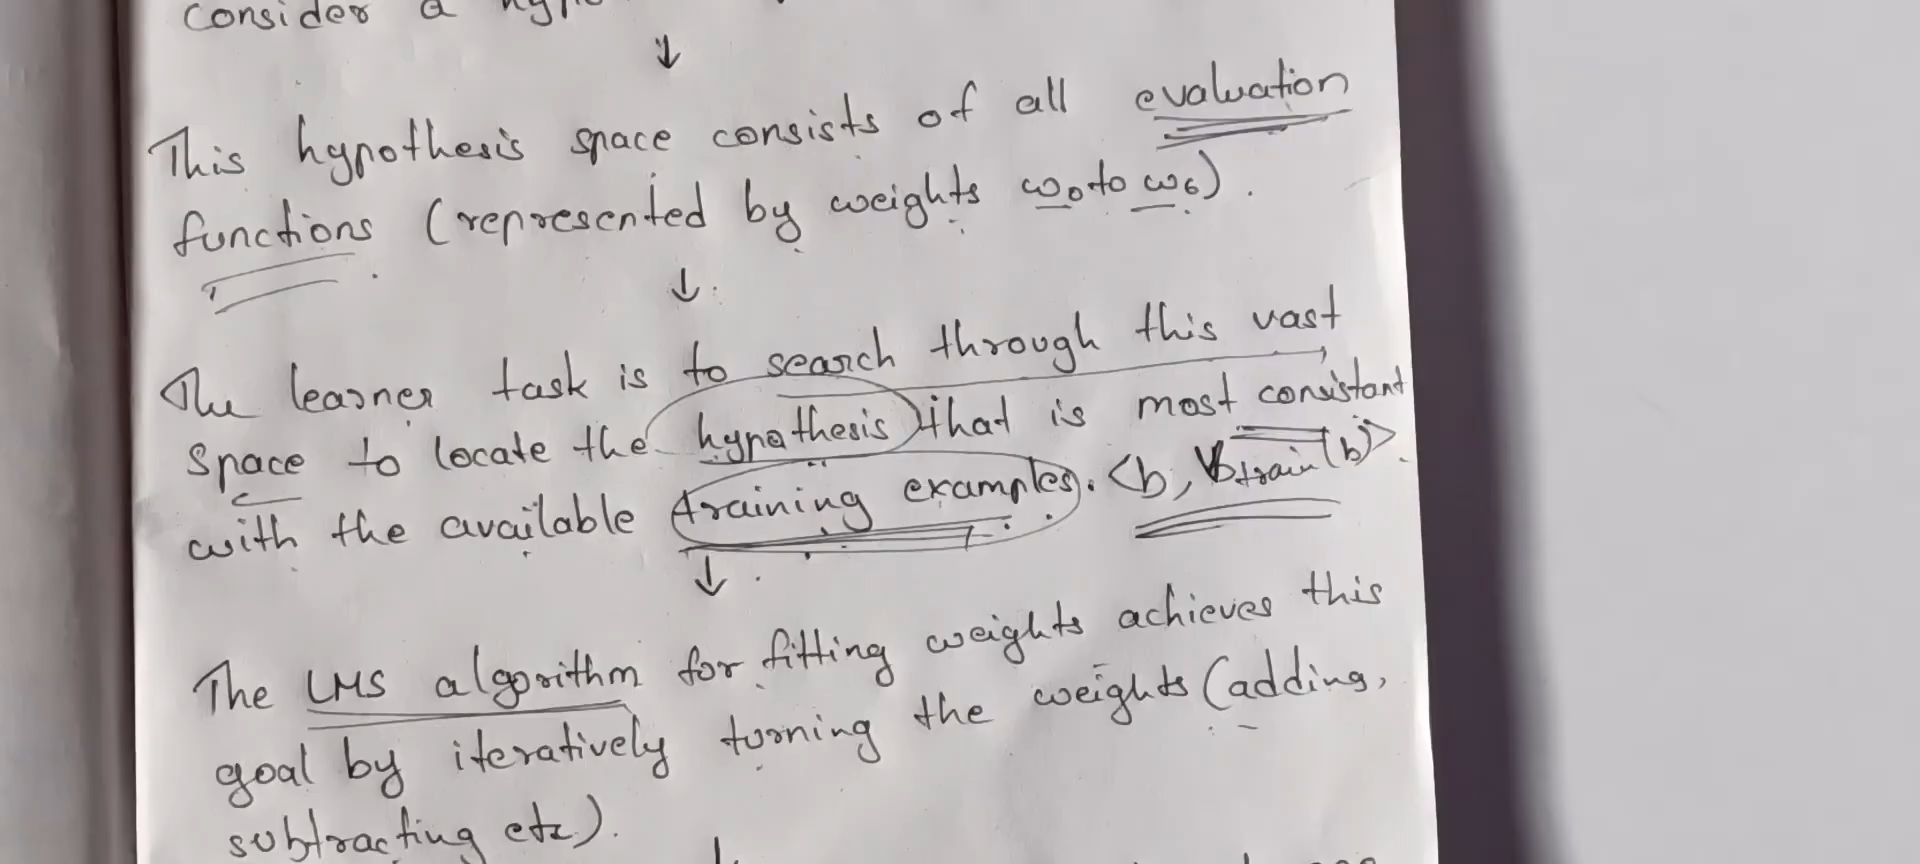 consider a
↓
This hypothesis space consists of all evaluation
functions (represented by weights w0 to w6).
↓
The learner task is to search through this vast
space to locate the hypothesis that is most consistant
with the available training examples. <b, Vtrain(b)>.
↓
The LMS algorithm for fitting weights achieves this
goal by iteratively turning the weights (adding,
subtracting etc).